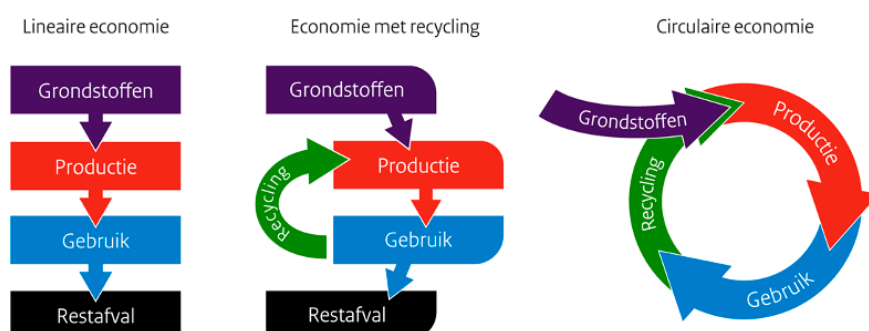 Lineaire economie
Grondstoffen
Productie
Gebruik
Restafval
Economie met recycling
Grondstoffen
Productie
Recycling
Gebruik
Restafval
Circulaire economie
Grondstoffen
Productie
Recycling
Gebruik